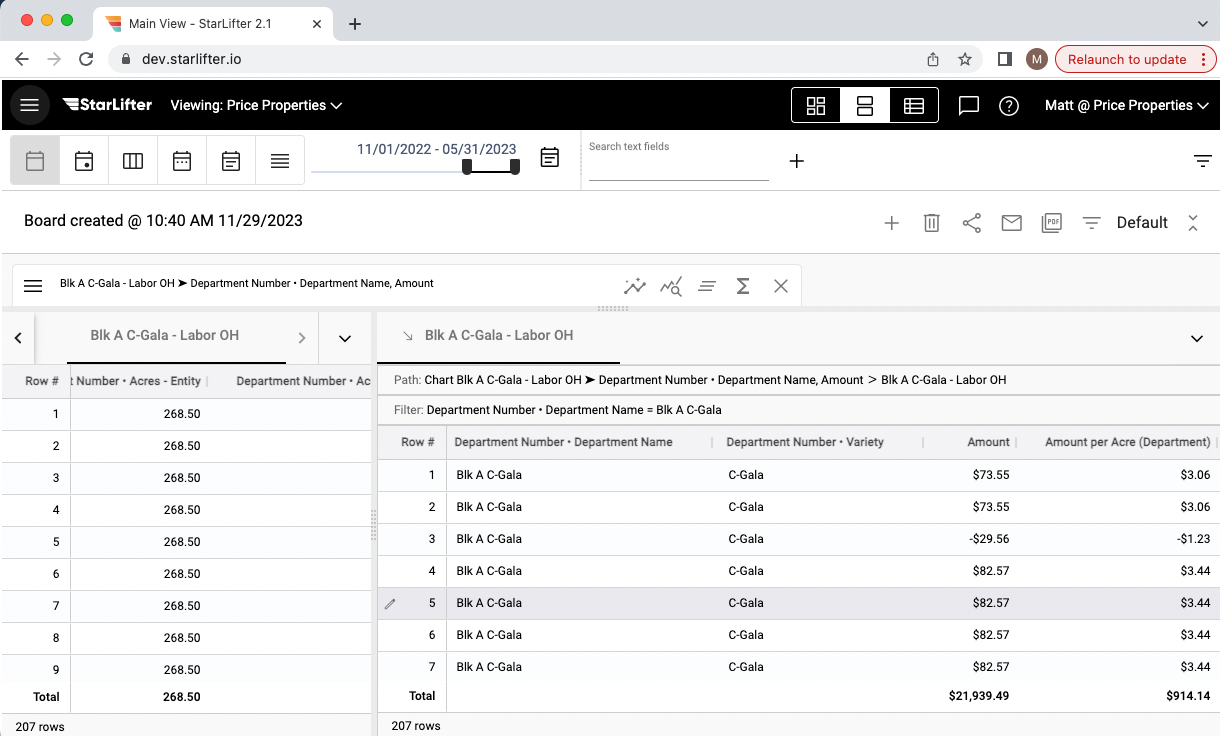 Main View - StarLifter 2.1
dev.starlifter.io
M
Relaunch to update
StarLifter
Viewing: Price Properties
Matt @ Price Properties
11/01/2022 - 05/31/2023
Search text fields
Board created @ 10:40 AM 11/29/2023
PDF
Default
Blk A C-Gala - Labor OH ➤ Department Number • Department Name, Amount
Blk A C-Gala - Labor OH
Row # Number • Acres - Entity Department Number • Ac
1 268.50
2 268.50
3 268.50
4 268.50
5 268.50
6 268.50
7 268.50
8 268.50
9 268.50
Total 268.50
207 rows
Blk A C-Gala - Labor OH
Path: Chart Blk A C-Gala - Labor OH ➤ Department Number • Department Name, Amount > Blk A C-Gala - Labor OH
Filter: Department Number • Department Name = Blk A C-Gala
Row # Department Number • Department Name Department Number • Variety Amount Amount per Acre (Department)
1 Blk A C-Gala C-Gala $73.55 $3.06
2 Blk A C-Gala C-Gala $73.55 $3.06
3 Blk A C-Gala C-Gala -$29.56 -$1.23
4 Blk A C-Gala C-Gala $82.57 $3.44
5 Blk A C-Gala C-Gala $82.57 $3.44
6 Blk A C-Gala C-Gala $82.57 $3.44
7 Blk A C-Gala C-Gala $82.57 $3.44
Total $21,939.49 $914.14
207 rows